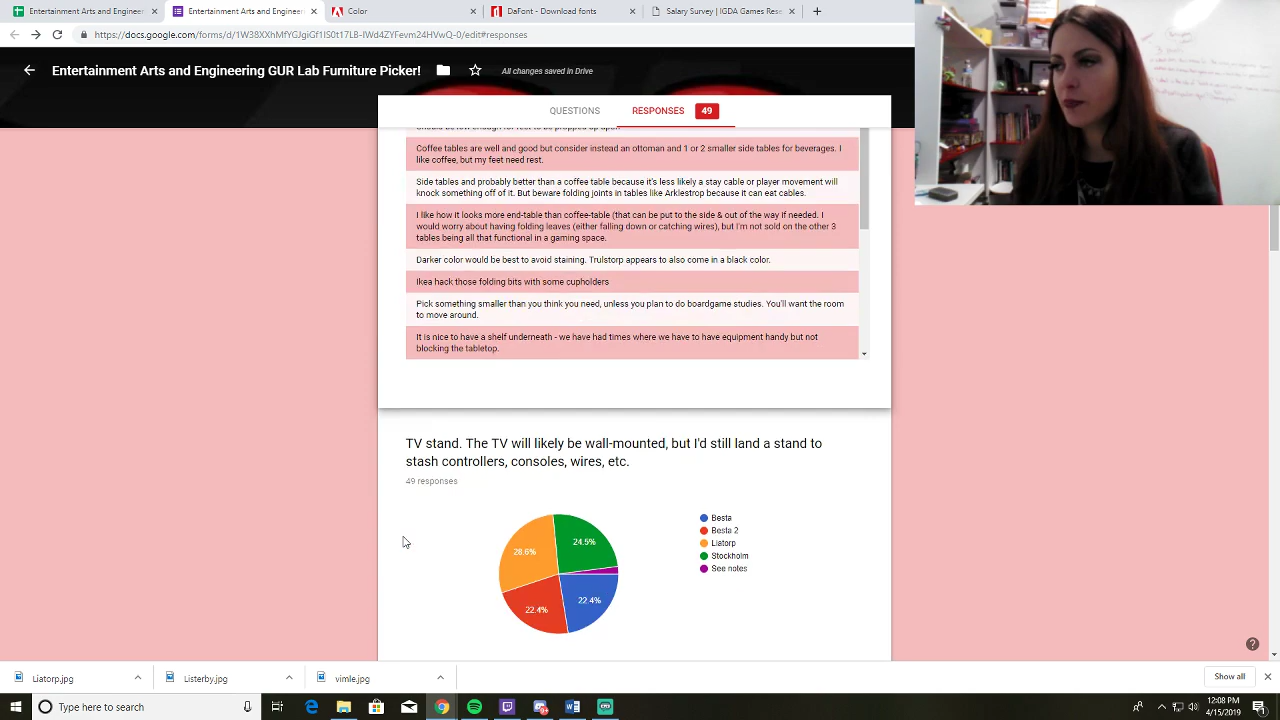 Entertainment Arts and Engineeri
Entertainment Arts and Engineeri
Color
DaFont - Download fonts
Salary Survey | IGDA Games Rese
Entertainment Arts and Engineering GUR Lab Furniture Picker!
All changes saved in Drive
QUESTIONS
RESPONSES 49
Coffee tables are well and good but consider instead an ottoman and 1 or 2 smaller side tables for beverages. I
like coffee, but my feet need rest.
Side tables and probably better than a coffee table because it's less likely a stay cable or player movement will
knock something off of it. But beware folding joints in tables like Arklestrop because it can eat cables.
I like how it looks more end-table than coffee-table (that can be put to the side & out of the way if needed. I
would worry about having folding leaves (either falling down or catching wires), but I'm not sold on the other 3
tables being all that functional in a gaming space.
Darker color would be best to avoid staining. Trulstorp appears to also come in a black color.
Ikea hack those folding bits with some cupholders
Pick something smaller than you think you need, unless you plan to do boardgame studies. You'll want the room
to move around.
It is nice to have a shelf underneath - we have had times where we have to have equipment handy but not
blocking the tabletop.
TV stand. The TV will likely be wall-mounted, but I'd still land a stand to
stash controllers, consoles, wires, etc.
49 responses
28.6%
24.5%
22.4%
22.4%
Besta
Besta 2
Liatorp
Stockholm
See notes
Liatorp.jpg
Listerby.jpg
vimle.jpg
Show all
Type here to search
12:08 PM
4/15/2019